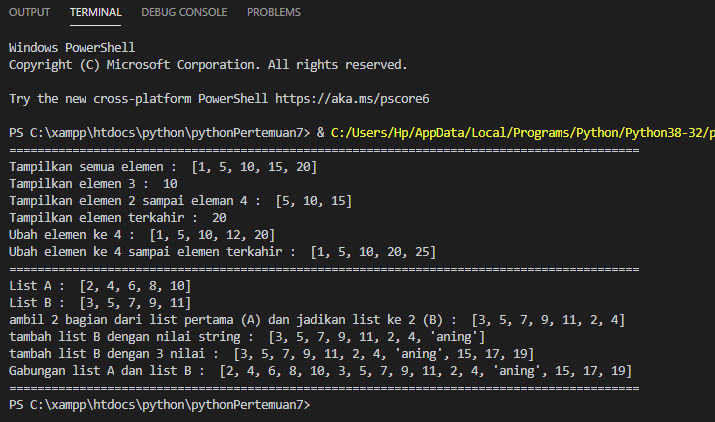 OUTPUT TERMINAL DEBUG CONSOLE PROBLEMS
Windows PowerShell
Copyright (C) Microsoft Corporation. All rights reserved.
Try the new cross-platform PowerShell https://aka.ms/pscore6
PS C:\xampp\htdocs\python\pythonPertemuan7> & C:/Users/Hp/AppData/Local/Programs/Python/Python38-32/p
==========================================================================================
Tampilkan semua elemen :  [1, 5, 10, 15, 20]
Tampilkan elemen 3 :  10
Tampilkan elemen 2 sampai eleman 4 :  [5, 10, 15]
Tampilkan elemen terkahir :  20
Ubah elemen ke 4 :  [1, 5, 10, 12, 20]
Ubah elemen ke 4 sampai elemen terkahir :  [1, 5, 10, 20, 25]
==========================================================================================
List A :  [2, 4, 6, 8, 10]
List B :  [3, 5, 7, 9, 11]
ambil 2 bagian dari list pertama (A) dan jadikan list ke 2 (B) :  [3, 5, 7, 9, 11, 2, 4]
tambah list B dengan nilai string :  [3, 5, 7, 9, 11, 2, 4, 'aning']
tambah list B dengan 3 nilai :  [3, 5, 7, 9, 11, 2, 4, 'aning', 15, 17, 19]
Gabungan list A dan list B :  [2, 4, 6, 8, 10, 3, 5, 7, 9, 11, 2, 4, 'aning', 15, 17, 19]
==========================================================================================
PS C:\xampp\htdocs\python\pythonPertemuan7>